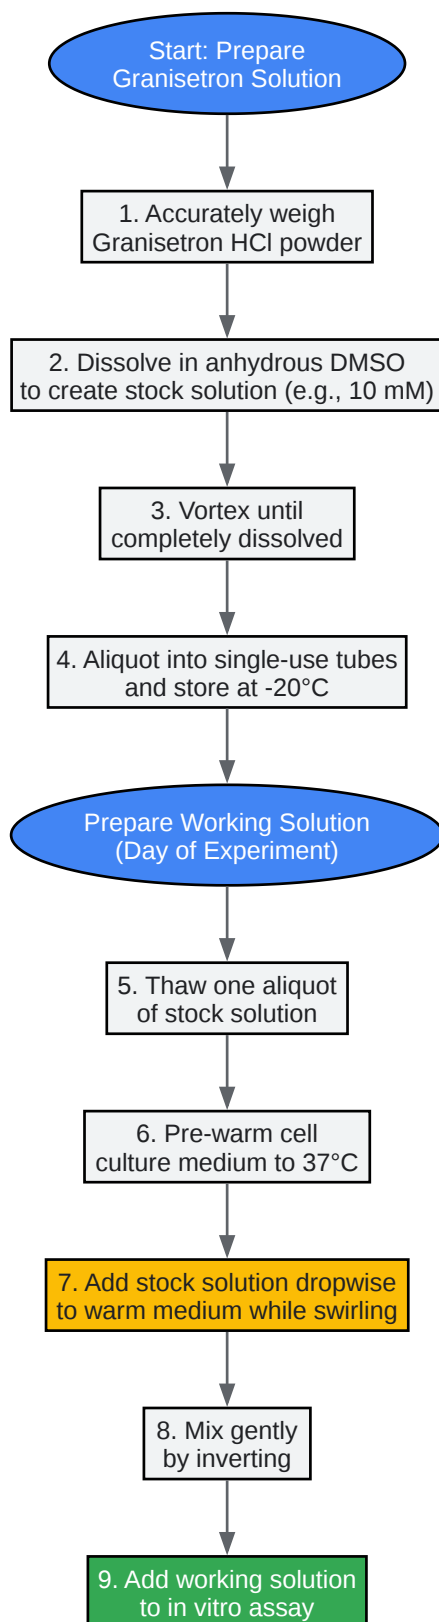 Start: Prepare
Granisetron Solution
1. Accurately weigh
Granisetron HCl powder
2. Dissolve in anhydrous DMSO
to create stock solution (e.g., 10 mM)
3. Vortex until
completely dissolved
4. Aliquot into single-use tubes
and store at -20°C
Prepare Working Solution
(Day of Experiment)
5. Thaw one aliquot
of stock solution
6. Pre-warm cell
culture medium to 37°C
7. Add stock solution dropwise
to warm medium while swirling
8. Mix gently
by inverting
9. Add working solution
to in vitro assay